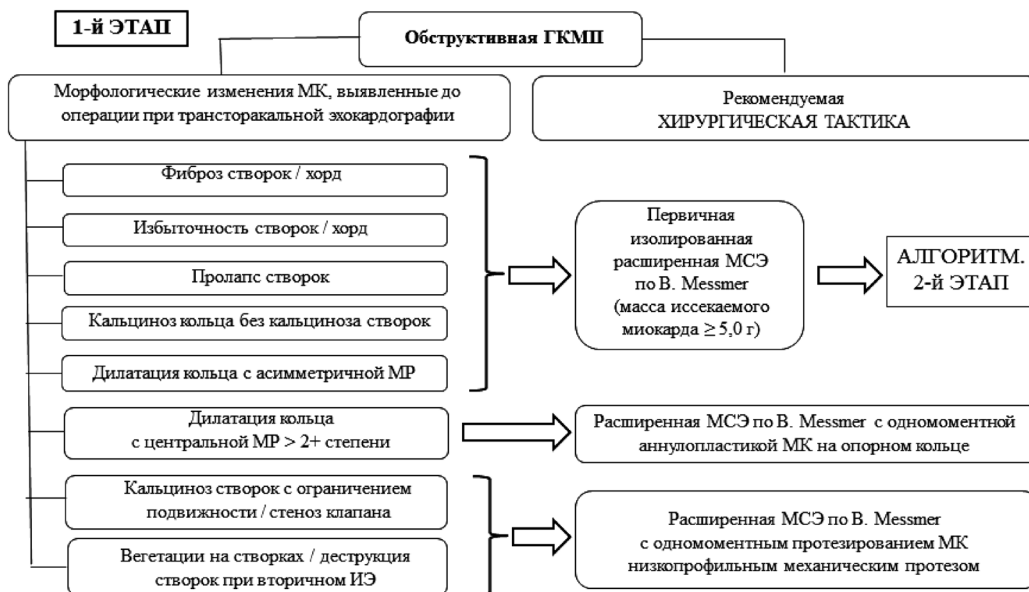 1-й ЭТАП
Обструктивная ГКМП
Морфологические изменения МК, выявленные до
операции при трансторакальной эхокардографии
Рекомендуемая
ХИРУРГИЧЕСКАЯ ТАКТИКА
Фиброз створок / хорд
Избыточность створок / хорд
Пролапс створок
Кальциноз кольца без кальциноза створок
Дилатация кольца с асимметричной МР
Первичная
изолированная
расширенная МСЭ
по B. Messmer
(масса иссекаемого
миокарда ≥ 5,0 г)
АЛГОРИТМ.
2-й ЭТАП
Дилатация кольца
с центральной МР > 2+ степени
Расширенная МСЭ по B. Messmer с одномоментной
аннулопластикой МК на опорном кольце
Кальциноз створок с ограничением
подвижности / стеноз клапана
Вегетации на створках / деструкция
створок при вторичном ИЭ
Расширенная МСЭ по B. Messmer
с одномоментным протезированием МК
низкопрофильным механическим протезом